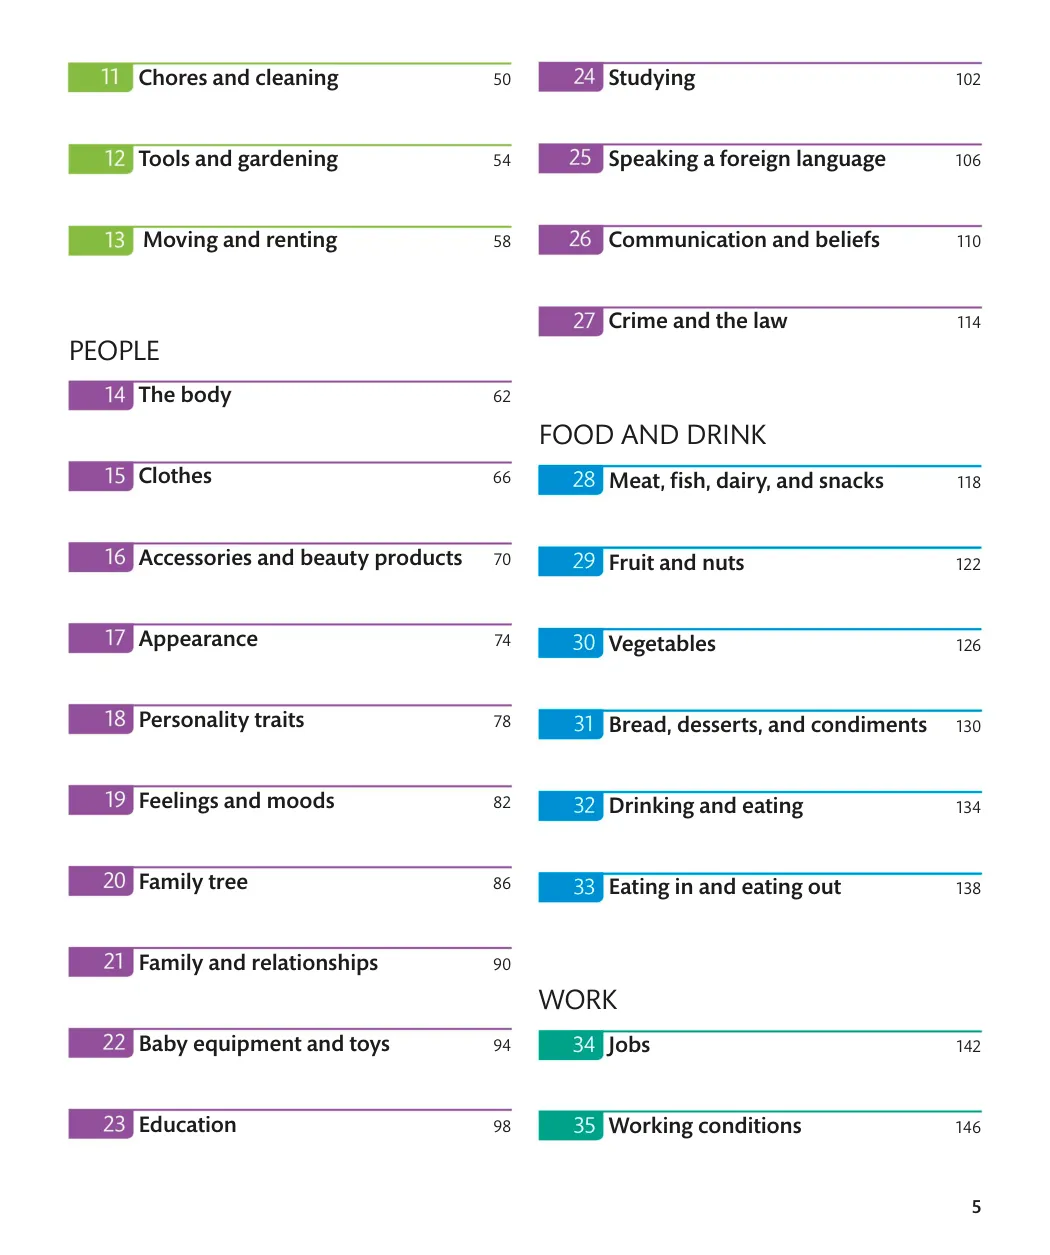 11 Chores and cleaning 50
12 Tools and gardening 54
13 Moving and renting 58
PEOPLE
14 The body 62
15 Clothes 66
16 Accessories and beauty products 70
17 Appearance 74
18 Personality traits 78
19 Feelings and moods 82
20 Family tree 86
21 Family and relationships 90
22 Baby equipment and toys 94
23 Education 98
24 Studying 102
25 Speaking a foreign language 106
26 Communication and beliefs 110
27 Crime and the law 114
FOOD AND DRINK
28 Meat, fish, dairy, and snacks 118
29 Fruit and nuts 122
30 Vegetables 126
31 Bread, desserts, and condiments 130
32 Drinking and eating 134
33 Eating in and eating out 138
WORK
34 Jobs 142
35 Working conditions 146
5